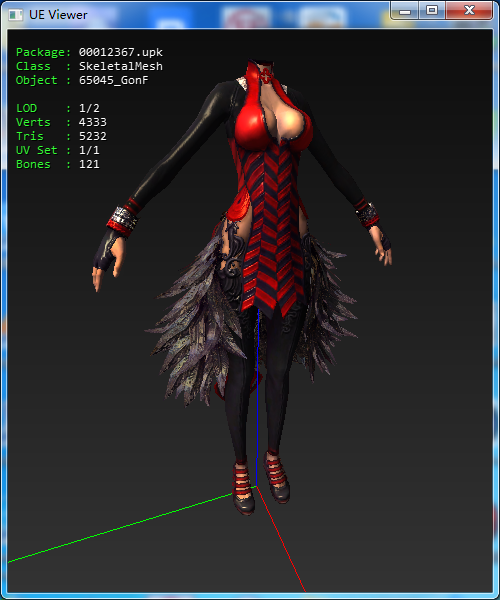 UE Viewer
Package: 00012367.upk
Class : SkeletalMesh
Object : 65045_GonF
LOD : 1/2
Verts : 4333
Tris : 5232
UV Set : 1/1
Bones : 121